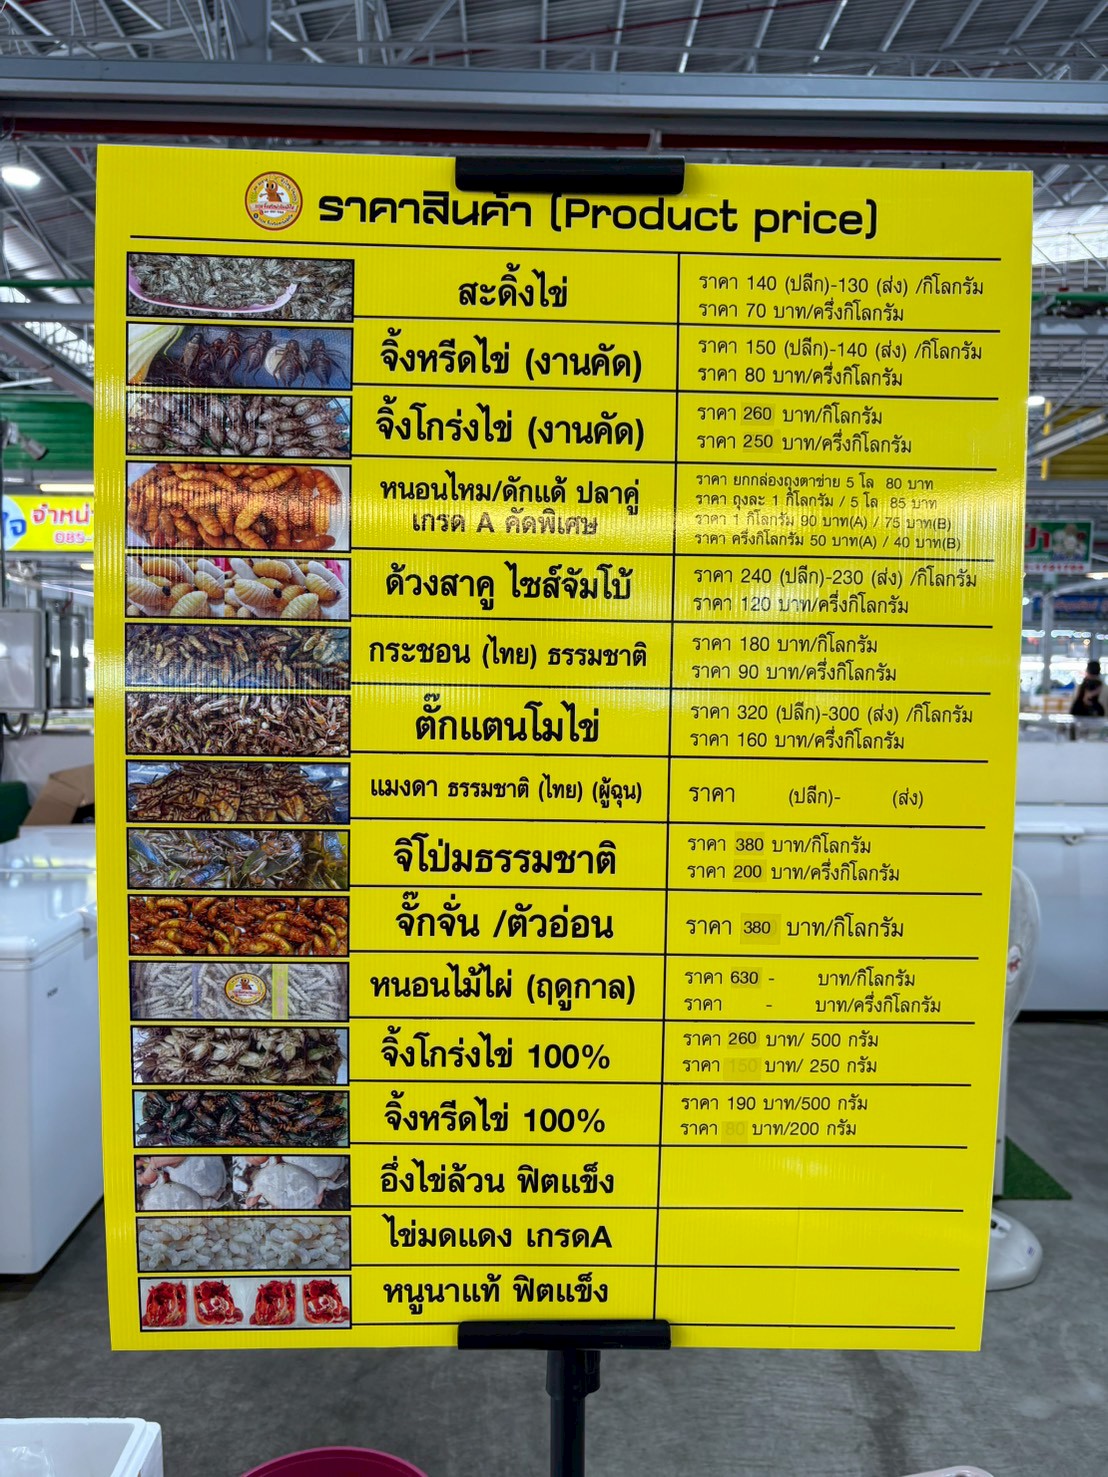 ราคาสินค้า (Product price)
สะดิ้งไข่
ราคา 140 (ปลีก)-130 (ส่ง) /กิโลกรัม
ราคา 70 บาท/ครึ่งกิโลกรัม
จิ้งหรีดไข่ (งานคัด)
ราคา 150 (ปลีก)-140 (ส่ง) /กิโลกรัม
ราคา 80 บาท/ครึ่งกิโลกรัม
จิ้งโกร่งไข่ (งานคัด)
ราคา 260 บาท/กิโลกรัม
ราคา 250 บาท/ครึ่งกิโลกรัม
หนอนไหม/ดักแด้ ปลาคู่
เกรด A คัดพิเศษ
ราคา ยกกล่องถุงตาข่าย 5 โล 80 บาท
ราคา ถุงละ 1 กิโลกรัม / 5 โล 85 บาท
ราคา 1 กิโลกรัม 90 บาท(A) / 75 บาท(B)
ราคา ครึ่งกิโลกรัม 50 บาท(A) / 40 บาท(B)
ด้วงสาคู ไซส์จัมโบ้
ราคา 240 (ปลีก)-230 (ส่ง) /กิโลกรัม
ราคา 120 บาท/ครึ่งกิโลกรัม
กระชอน (ไทย) ธรรมชาติ
ราคา 180 บาท/กิโลกรัม
ราคา 90 บาท/ครึ่งกิโลกรัม
ตั๊กแตนโมไข่
ราคา 320 (ปลีก)-300 (ส่ง) /กิโลกรัม
ราคา 160 บาท/ครึ่งกิโลกรัม
แมงดา ธรรมชาติ (ไทย) (ผู้ฉุน)
ราคา (ปลีก)- (ส่ง)
จิโป่มธรรมชาติ
ราคา 380 บาท/กิโลกรัม
ราคา 200 บาท/ครึ่งกิโลกรัม
จั๊กจั่น /ตัวอ่อน
ราคา 380 บาท/กิโลกรัม
หนอนไม้ไผ่ (ฤดูกาล)
ราคา 630 - บาท/กิโลกรัม
ราคา - บาท/ครึ่งกิโลกรัม
จิ้งโกร่งไข่ 100%
ราคา 260 บาท/ 500 กรัม
ราคา 150 บาท/ 250 กรัม
จิ้งหรีดไข่ 100%
ราคา 190 บาท/500 กรัม
ราคา 80 บาท/200 กรัม
อึ่งไข่ล้วน ฟิตแข็ง
ไข่มดแดง เกรดA
หนูนาแท้ ฟิตแข็ง
จำหน่
085-